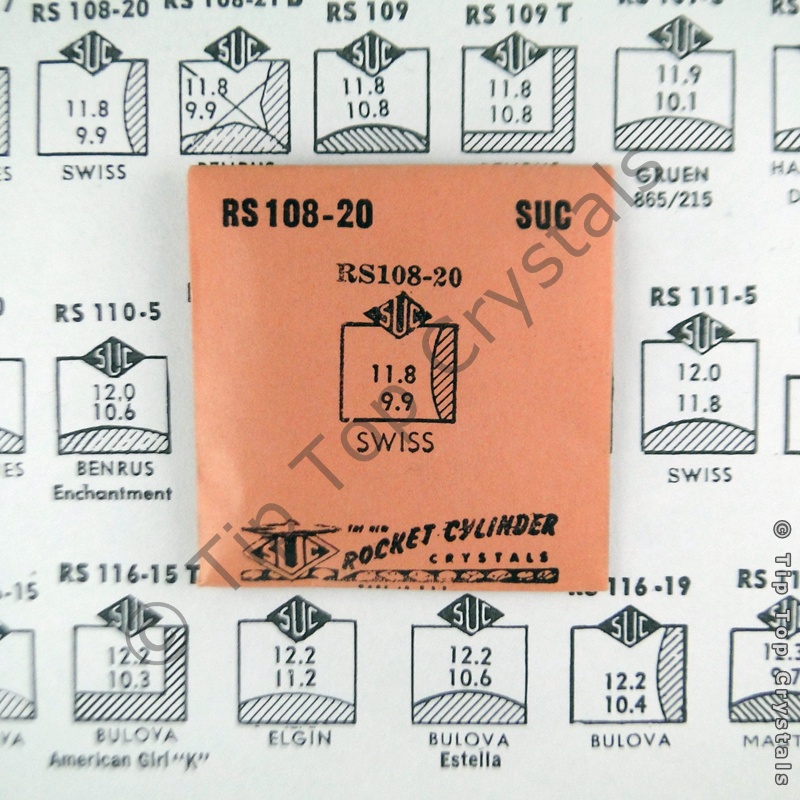 RS 108-20
RS 109
RS 109 T
SUC
SUC
SUC
SUC
SUC
11.8
9.9
11.8
9.9
11.8
10.8
11.8
10.8
11.9
10.1
SWISS
BENRUS
GRUEN
865/215
RS 108-20
SUC
RS108-20
SUC
11.8
9.9
SWISS
THE NEW
ROCKET CYLINDER
CRYSTALS
SUC
RS 110-5
SUC
12.0
10.6
BENRUS
Enchantment
RS 111-5
SUC
12.0
11.8
SWISS
RS 116-15 T
116-19
SUC
SUC
SUC
SUC
SUC
12.2
10.3
12.2
11.2
12.2
10.6
12.2
10.4
BULOVA
American Girl "K"
ELGIN
BULOVA
Estella
BULOVA
© Tip Top Crystals
© Tip Top Crystals